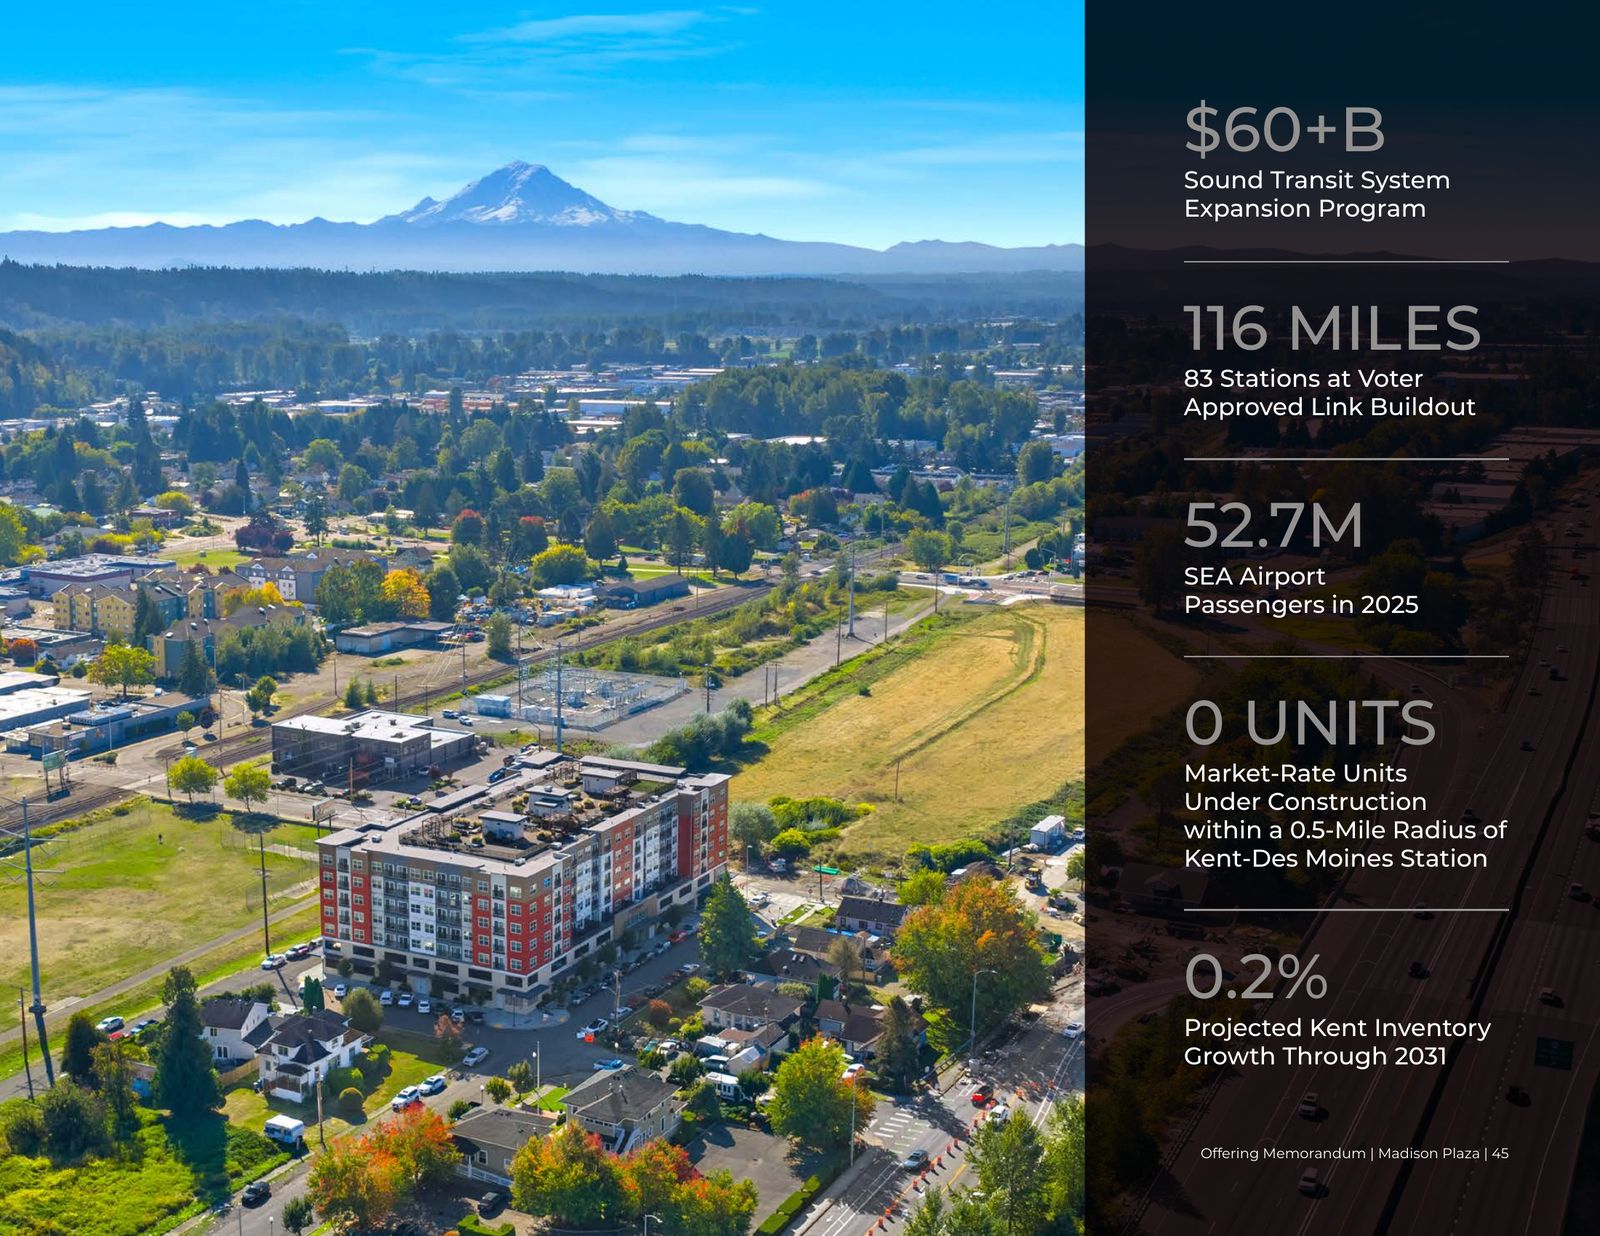 $60+B
Sound Transit System
Expansion Program
116 MILES
83 Stations at Voter
Approved Link Buildout
52.7M
SEA Airport
Passengers in 2025
0 UNITS
Market-Rate Units
Under Construction
within a 0.5-Mile Radius of
Kent-Des Moines Station
0.2%
Projected Kent Inventory
Growth Through 2031
Offering Memorandum | Madison Plaza | 45